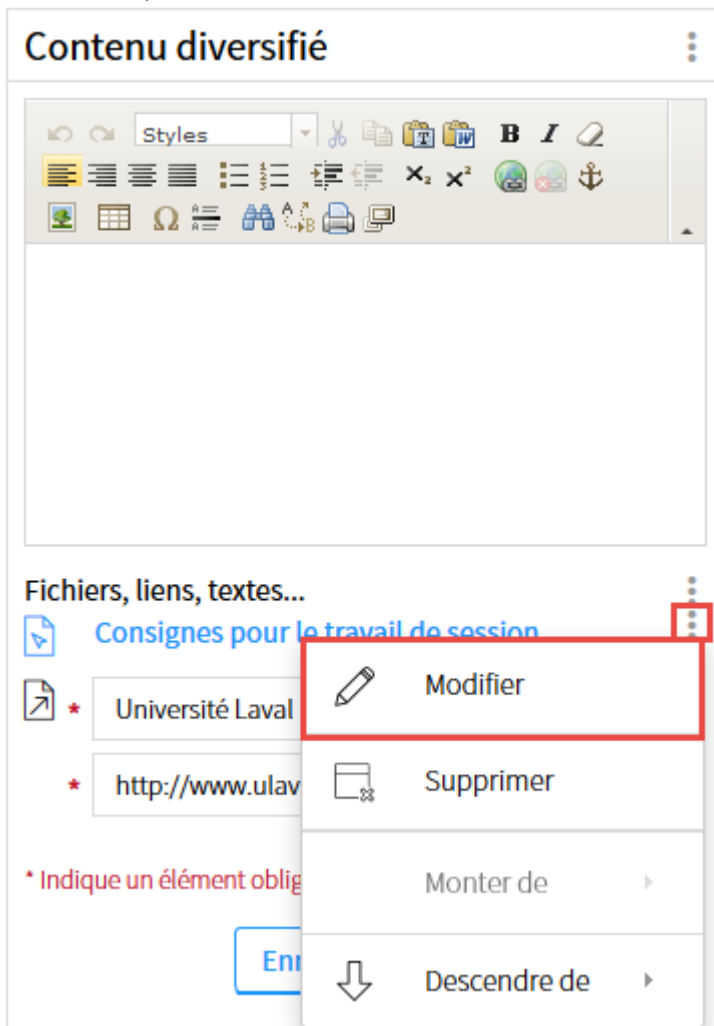 Contenu diversifié
Styles
Fichiers, liens, textes...
Consignes pour le travail de session
* Université Laval
Modifier
* http://www.ulav
Supprimer
* Indique un élément oblig
Monter de
Enr
Descendre de